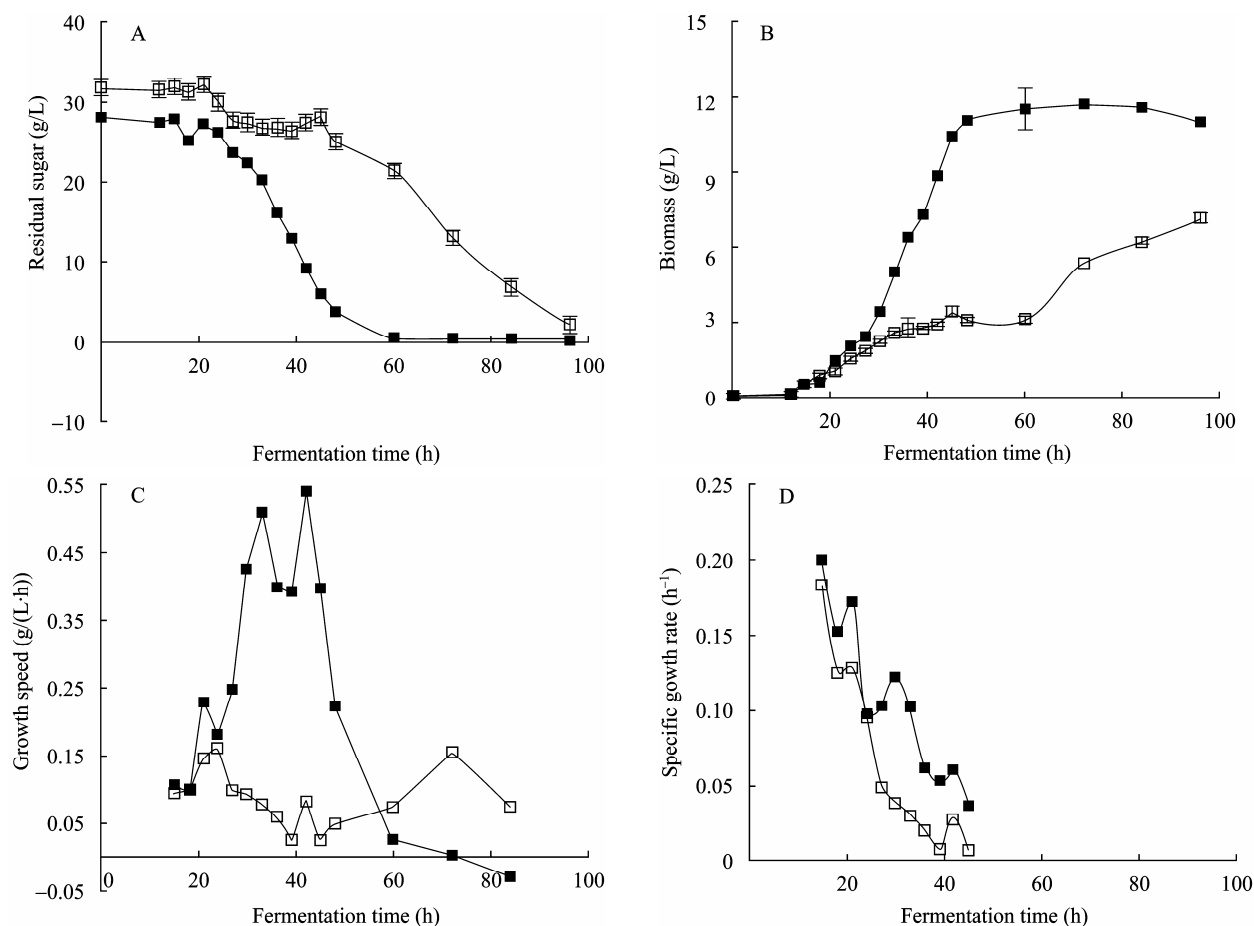 A
Residual sugar (g/L)
40
30
20
10
0
–10
20 40 60 80 100
Fermentation time (h)
B
Biomass (g/L)
15
12
9
6
3
0
20 40 60 80 100
Fermentation time (h)
C
Growth speed (g/(L·h))
0.55
0.45
0.35
0.25
0.15
0.05
–0.05
0 20 40 60 80 100
Fermentation time (h)
D
Specific gowth rate (h⁻¹)
0.25
0.20
0.15
0.10
0.05
0
20 40 60 80 100
Fermentation time (h)